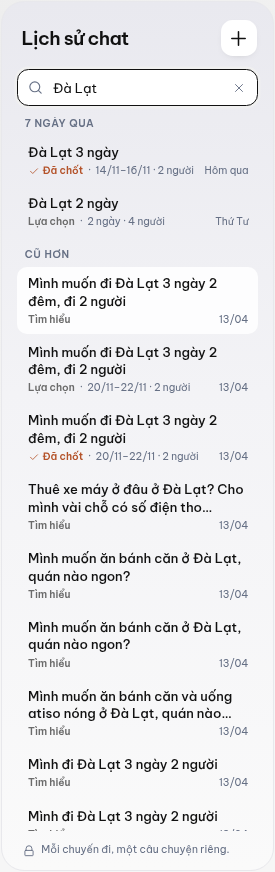 Lịch sử chat
Đà Lạt
7 NGÀY QUA
Đà Lạt 3 ngày
Đã chốt · 14/11–16/11 · 2 người Hôm qua
Đà Lạt 2 ngày
Lựa chọn · 2 ngày · 4 người Thứ Tư
CŨ HƠN
Mình muốn đi Đà Lạt 3 ngày 2
đêm, đi 2 người
Tìm hiểu 13/04
Mình muốn đi Đà Lạt 3 ngày 2
đêm, đi 2 người
Lựa chọn · 20/11–22/11 · 2 người 13/04
Mình muốn đi Đà Lạt 3 ngày 2
đêm, đi 2 người
Đã chốt · 20/11–22/11 · 2 người 13/04
Thuê xe máy ở đâu ở Đà Lạt? Cho
mình vài chỗ có số điện tho...
Tìm hiểu 13/04
Mình muốn ăn bánh căn ở Đà Lạt,
quán nào ngon?
Tìm hiểu 13/04
Mình muốn ăn bánh căn ở Đà Lạt,
quán nào ngon?
Tìm hiểu 13/04
Mình muốn ăn bánh căn và uống
atiso nóng ở Đà Lạt, quán nào...
Tìm hiểu 13/04
Mình đi Đà Lạt 3 ngày 2 người
Tìm hiểu 13/04
Mình đi Đà Lạt 3 ngày 2 người
Mỗi chuyến đi, một câu chuyện riêng.